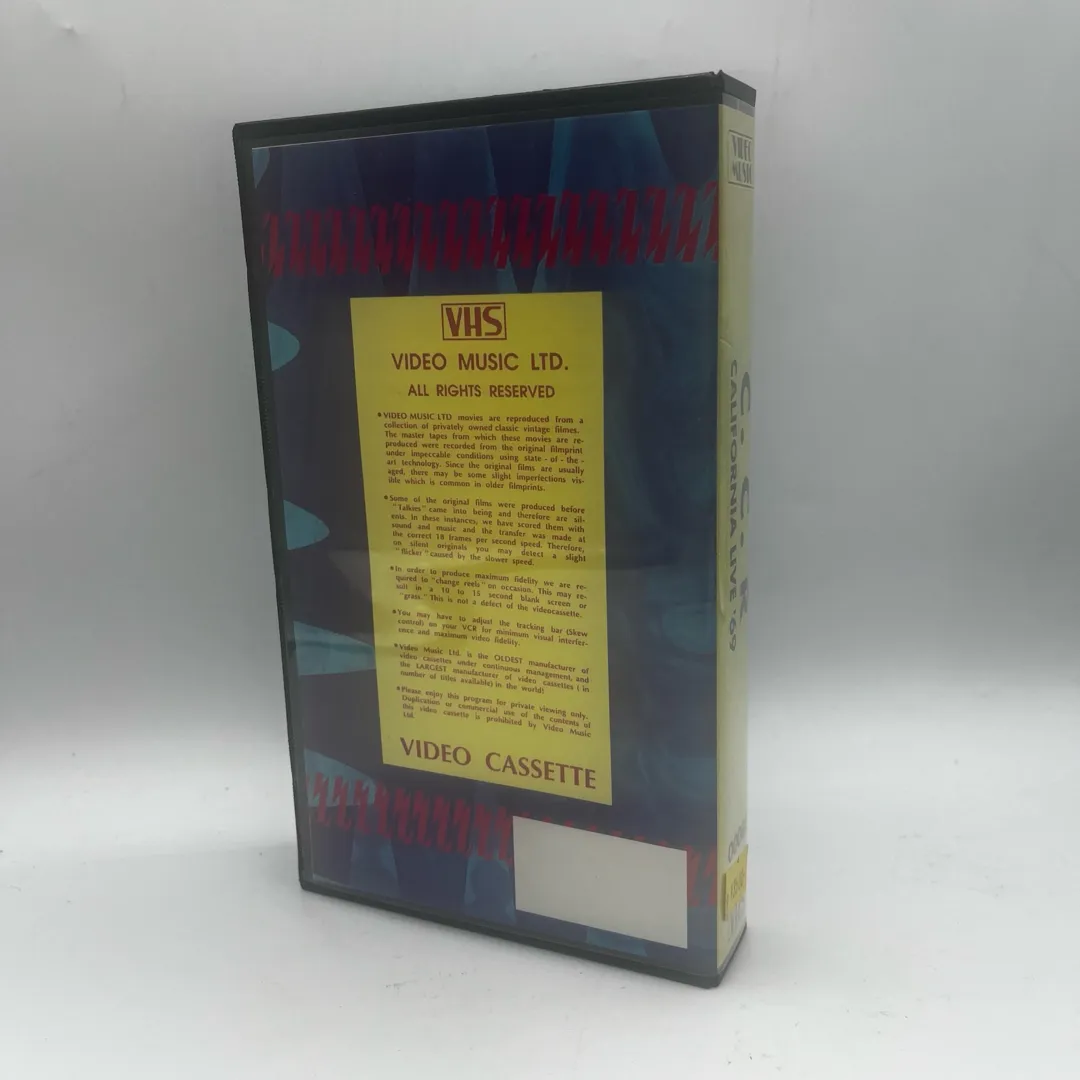 VHS
VIDEO MUSIC LTD.
ALL RIGHTS RESERVED
• VIDEO MUSIC LTD movies are reproduced from a
collection of privately owned classic vintage filmes.
The master tapes from which these movies are re-
produced were recorded from the original filmprint
under impeccable conditions using state - of - the -
art technology. Since the original films are usually
aged, there may be some slight imperfections vis-
ible which is common in older filmprints.
• Some of the original films were produced before
"Talkies" came into being and therefore are sil-
ents. In these instances, we have scored them with
sound and music and the transfer was made at
the correct 18 frames per second speed. Therefore,
on silent originals you may detect a slight
"flicker" caused by the slower speed.
• In order to produce maximum fidelity we are re-
quired to "change reels" on occasion. This may re-
sult in a 10 to 15 second blank screen or
"grass." This is not a defect of the videocassette.
• You may have to adjust the tracking bar (Skew
control) on your VCR for minimum visual interfer-
ence and maximum video fidelity.
• Video Music Ltd. is the OLDEST manufacturer of
video cassettes under continuous management, and
the LARGEST manufacturer of video cassettes ( in
number of titles available) in the world!
• Please enjoy this program for private viewing only.
Duplication or commercial use of the contents of
this video cassette is prohibited by Video Music
Ltd.
VIDEO CASSETTE
VIDEO
MUSIC
C. C. R
CALIFORNIA LIVE '69